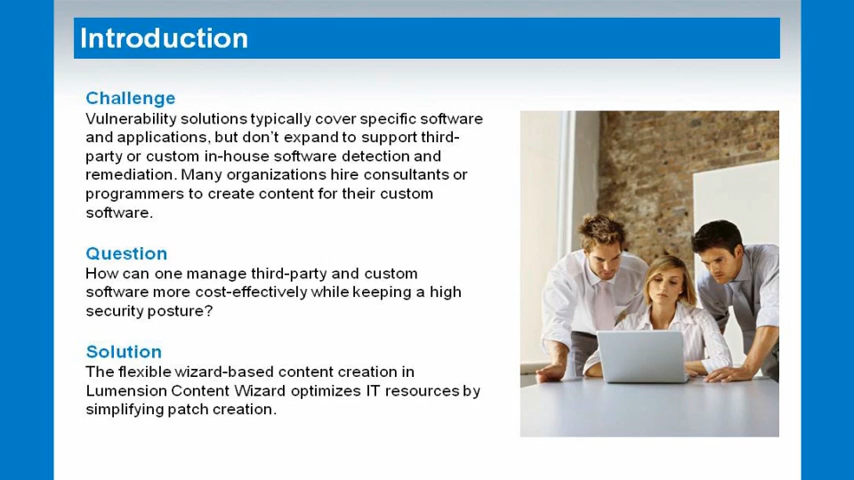 Introduction
Challenge
Vulnerability solutions typically cover specific software
and applications, but don't expand to support third-
party or custom in-house software detection and
remediation. Many organizations hire consultants or
programmers to create content for their custom
software.
Question
How can one manage third-party and custom
software more cost-effectively while keeping a high
security posture?
Solution
The flexible wizard-based content creation in
Lumension Content Wizard optimizes IT resources by
simplifying patch creation.